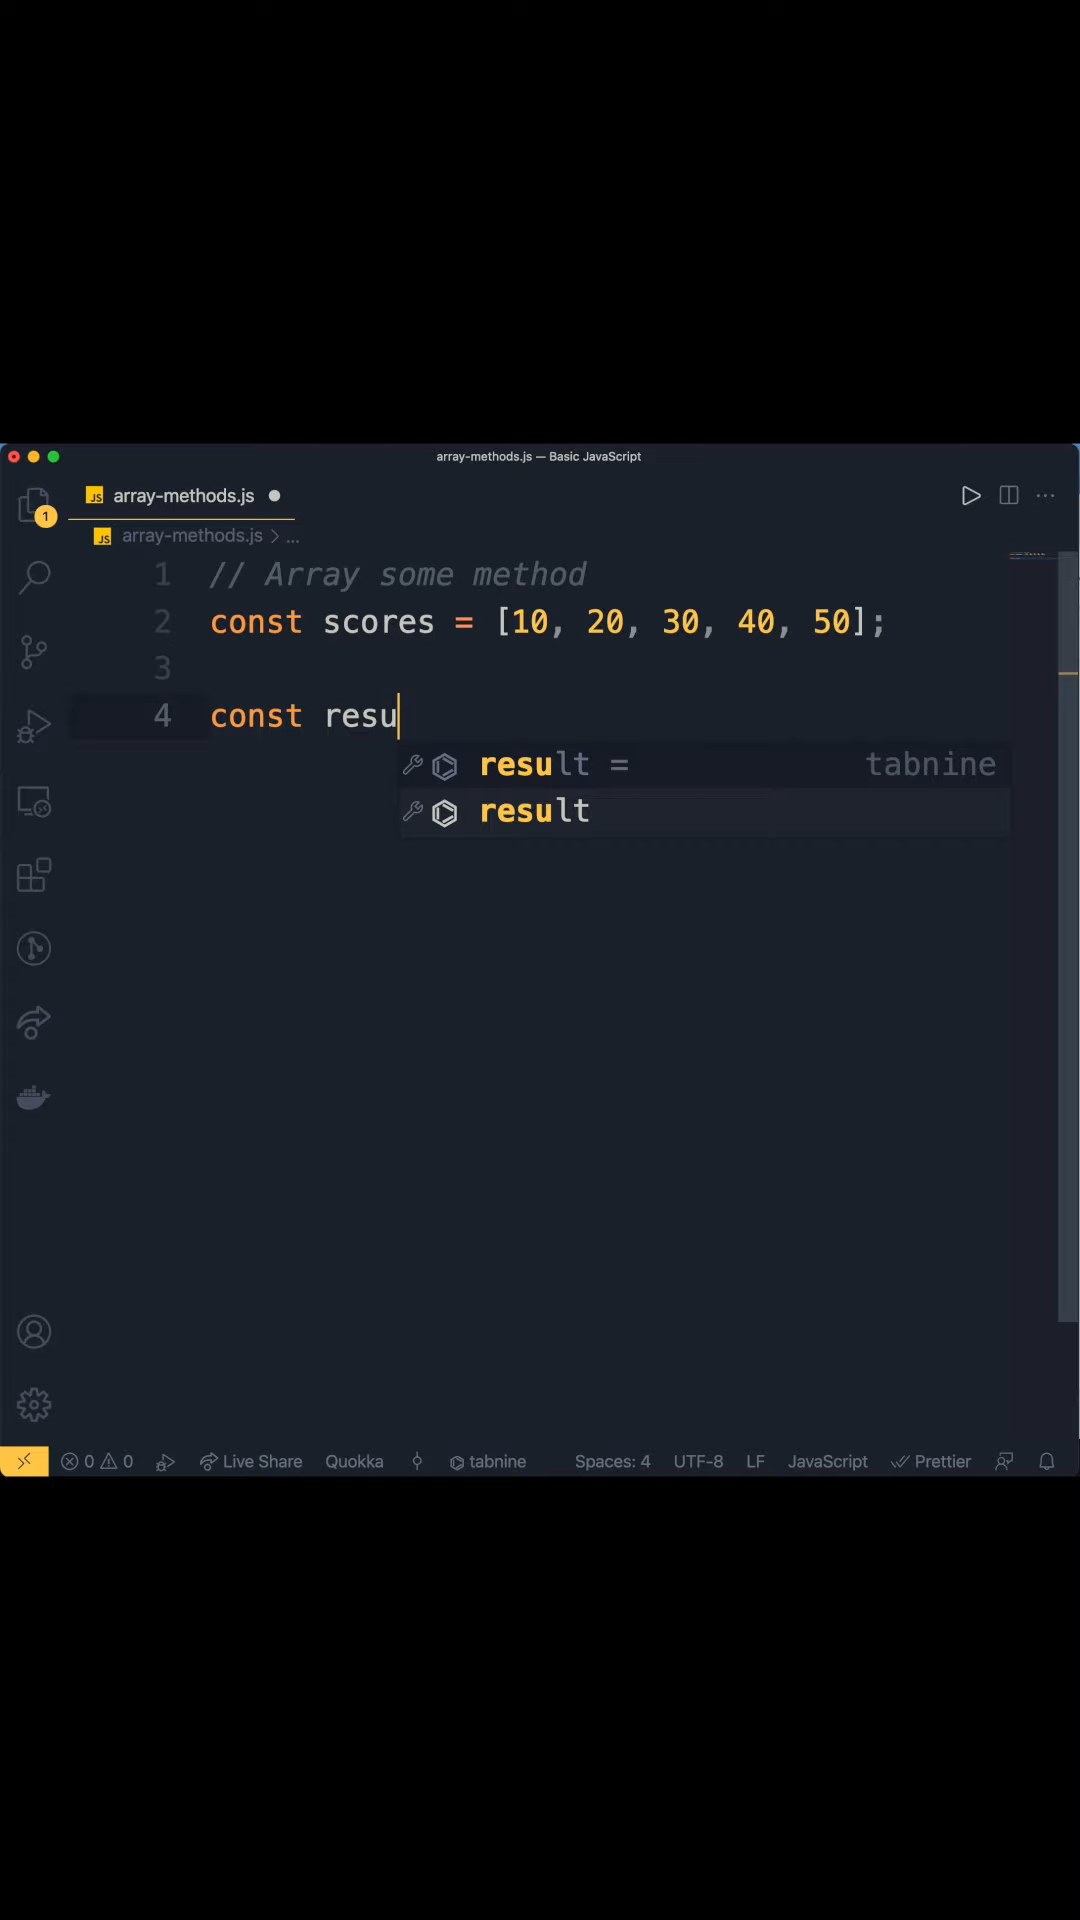 array-methods.js — Basic JavaScript
JS array-methods.js
1
JS array-methods.js > ...
1 // Array some method
2 const scores = [10, 20, 30, 40, 50];
3
4 const resu
result = tabnine
result
0 0 Live Share Quokka tabnine Spaces: 4 UTF-8 LF JavaScript Prettier